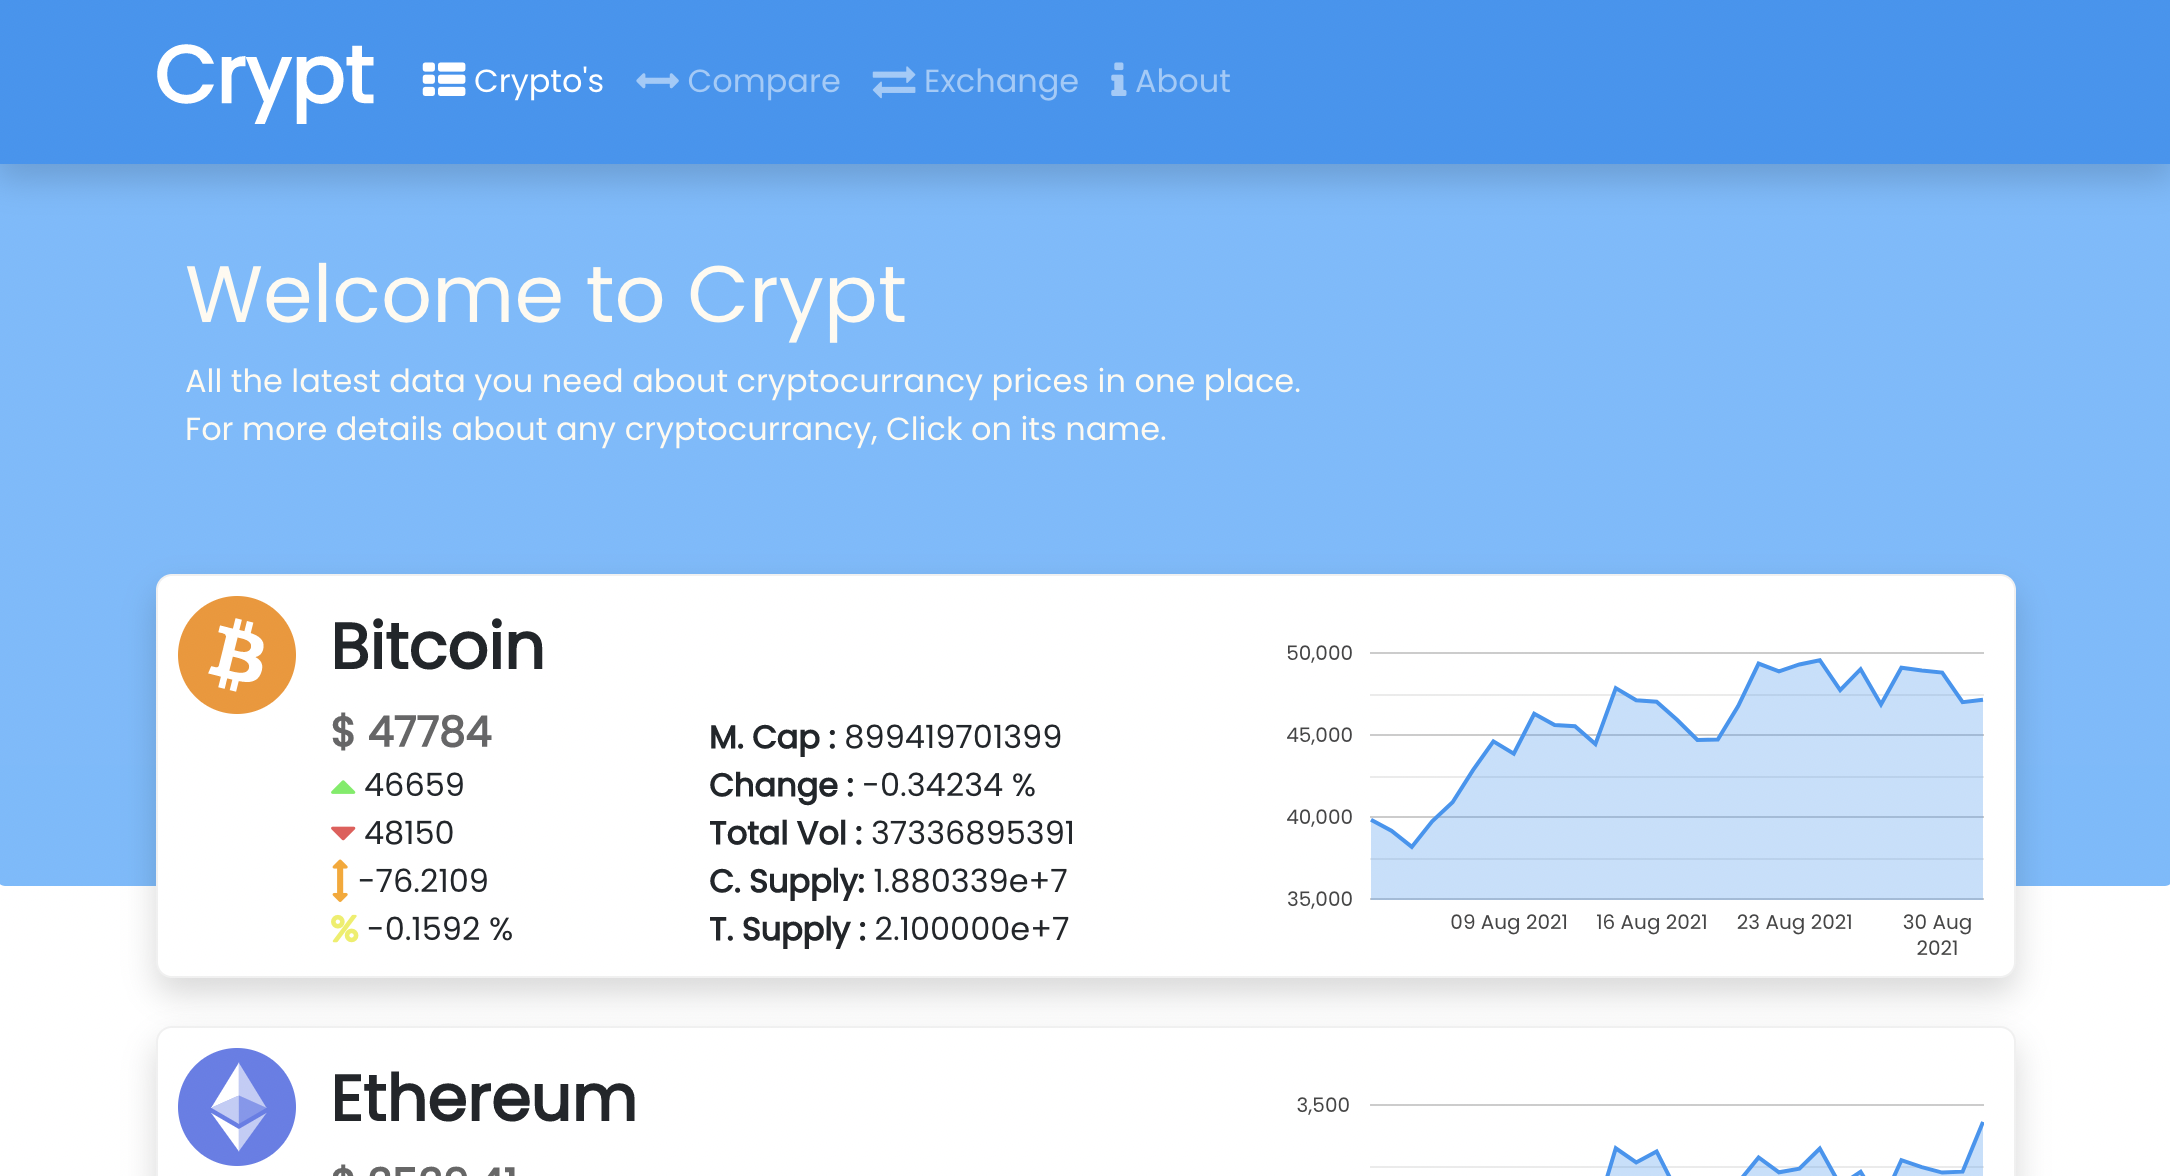 Crypt
Crypto's
Compare
Exchange
About
Welcome to Crypt
All the latest data you need about cryptocurrancy prices in one place.
For more details about any cryptocurrancy, Click on its name.
Bitcoin
$ 47784
46659
48150
-76.2109
% -0.1592 %
M. Cap : 899419701399
Change : -0.34234 %
Total Vol : 37336895391
C. Supply: 1.880339e+7
T. Supply : 2.100000e+7
50,000
45,000
40,000
35,000
09 Aug 2021
16 Aug 2021
23 Aug 2021
30 Aug
2021
Ethereum
3,500